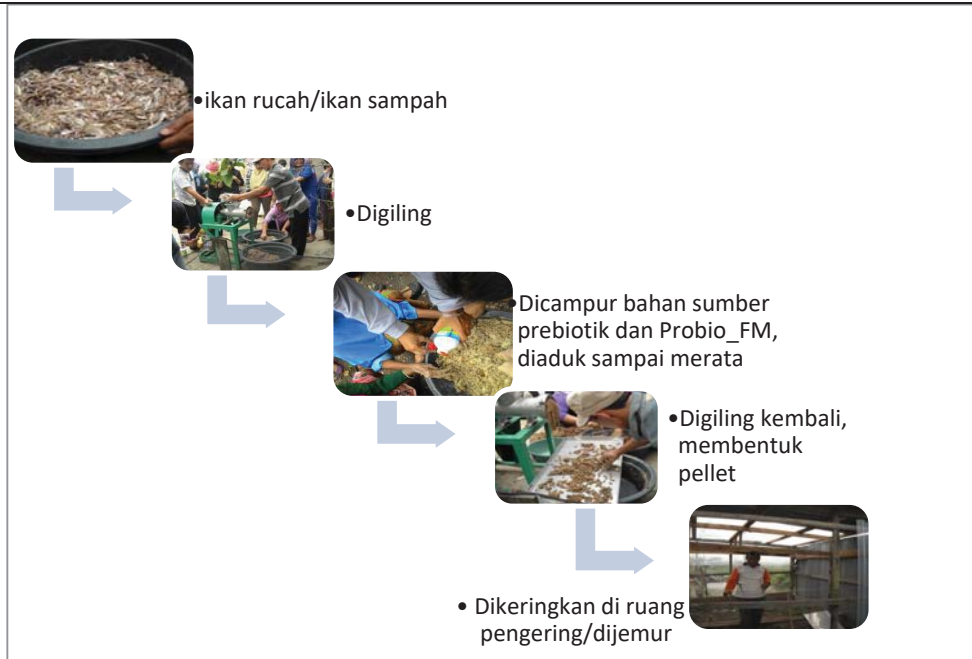 •ikan rucah/ikan sampah
•Digiling
•Dicampur bahan sumber
prebiotik dan Probio_FM,
diaduk sampai merata
•Digiling kembali,
membentuk
pellet
• Dikeringkan di ruang
pengering/dijemur